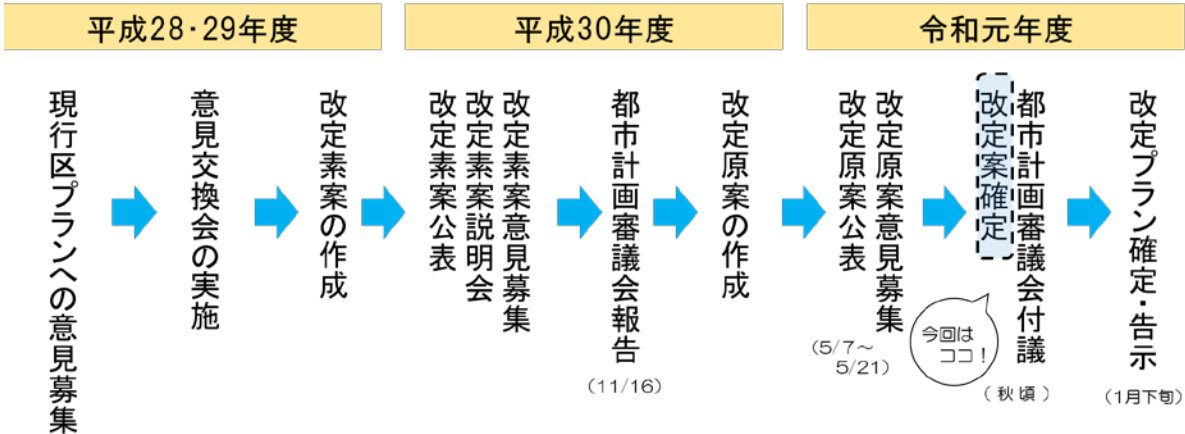 平成28・29年度
現行区プランへの意見募集
意見交換会の実施
改定素案の作成
平成30年度
改定素案公表
改定素案説明会
改定素案意見募集
都市計画審議会報告
(11/16)
改定原案の作成
令和元年度
改定原案公表
改定原案意見募集
(5/7～
5/21)
改定案確定
今回は
ココ！
都市計画審議会付議
(秋頃)
改定プラン確定・告示
(1月下旬)